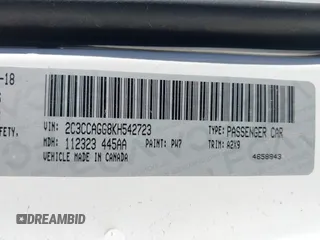 -18
FETY.
VIN: 2C3CCAGG8KH542723 TYPE: PASSENGER CAR
MDH: 112323 445AA PAINT: PW7 TRIM: A2X9
VEHICLE MADE IN CANADA 4658943
DREAMBID